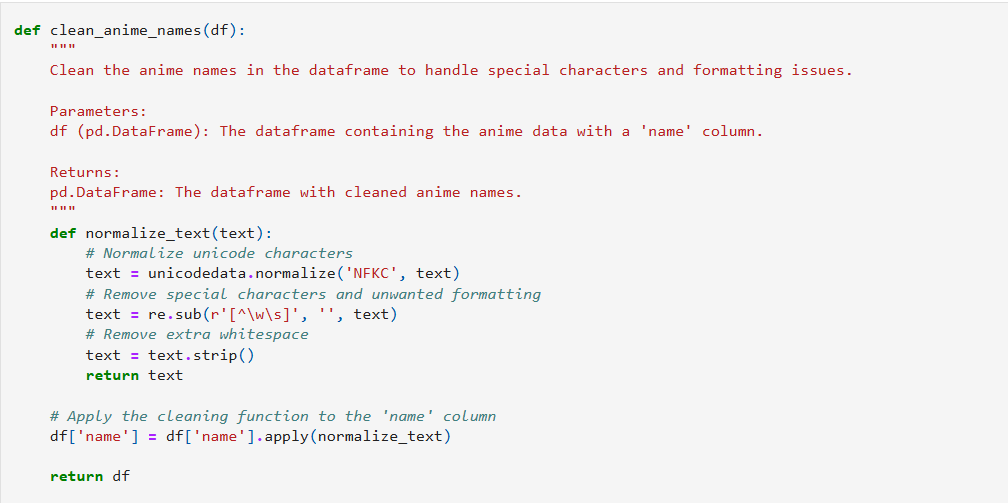 def clean_anime_names(df):
    """
    Clean the anime names in the dataframe to handle special characters and formatting issues.

    Parameters:
    df (pd.DataFrame): The dataframe containing the anime data with a 'name' column.

    Returns:
    pd.DataFrame: The dataframe with cleaned anime names.
    """
    def normalize_text(text):
        # Normalize unicode characters
        text = unicodedata.normalize('NFKC', text)
        # Remove special characters and unwanted formatting
        text = re.sub(r'[^\w\s]', '', text)
        # Remove extra whitespace
        text = text.strip()
        return text

    # Apply the cleaning function to the 'name' column
    df['name'] = df['name'].apply(normalize_text)

    return df